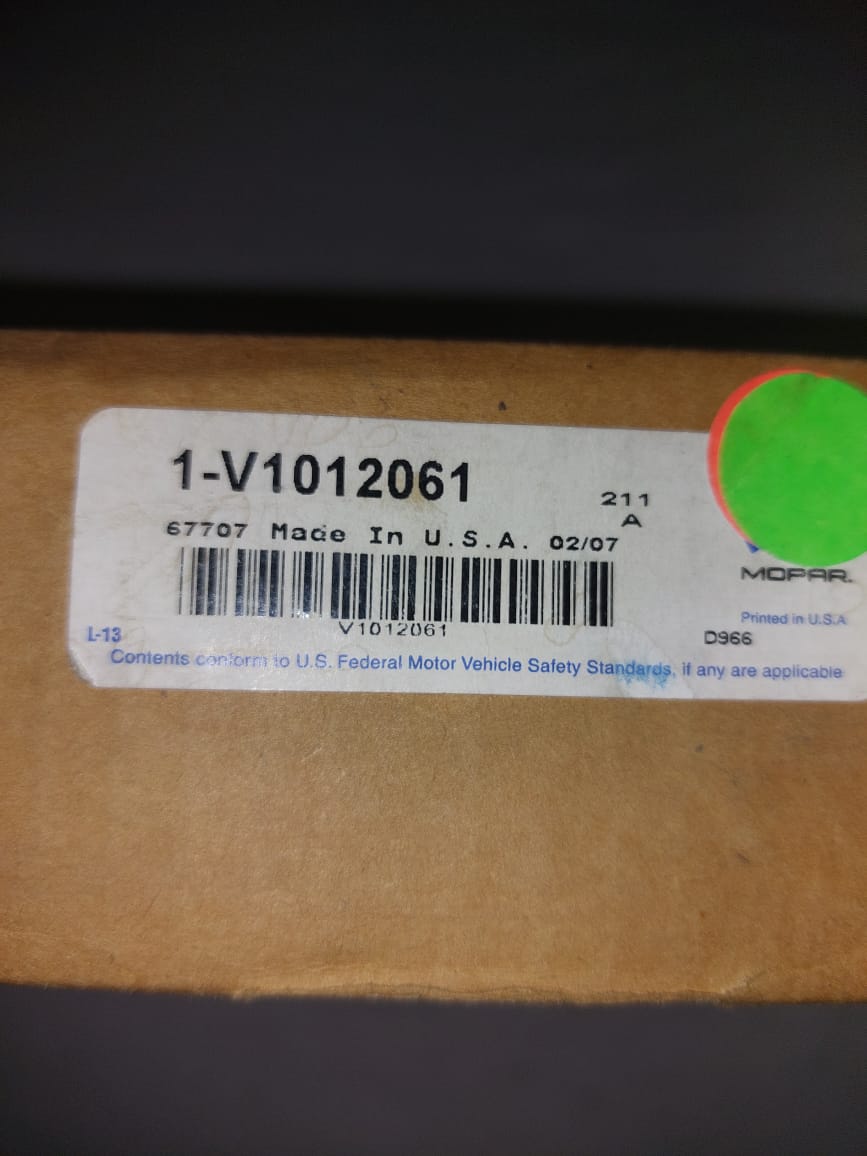 1-V1012061
211
A
67707 Made In U.S.A. 02/07
MOPAR.
V1012061
Printed in U.S.A
L-13
D966
Contents conform to U.S. Federal Motor Vehicle Safety Standards, if any are applicable